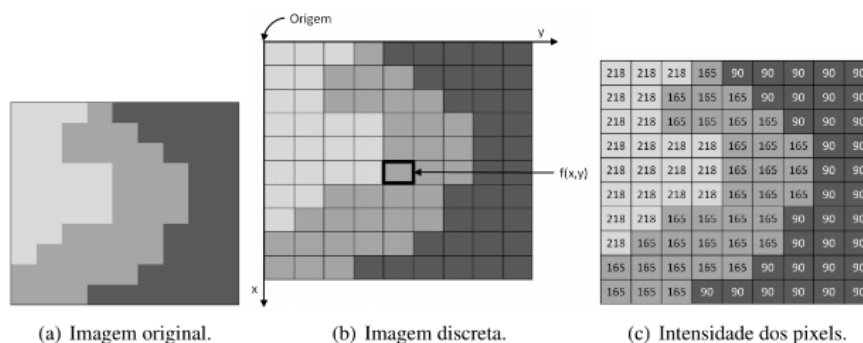 Origem
y
f(x,y)
x
218 218 218 165 90 90 90 90 90
218 218 165 165 165 90 90 90 90
218 218 165 165 165 165 90 90 90
218 218 218 218 165 165 165 90 90
218 218 218 218 165 165 165 90 90
218 218 218 218 165 165 165 90 90
218 218 165 165 165 165 90 90 90
218 165 165 165 165 165 90 90 90
165 165 165 165 165 90 90 90 90
165 165 165 90 90 90 90 90 90
(a) Imagem original.
(b) Imagem discreta.
(c) Intensidade dos pixels.